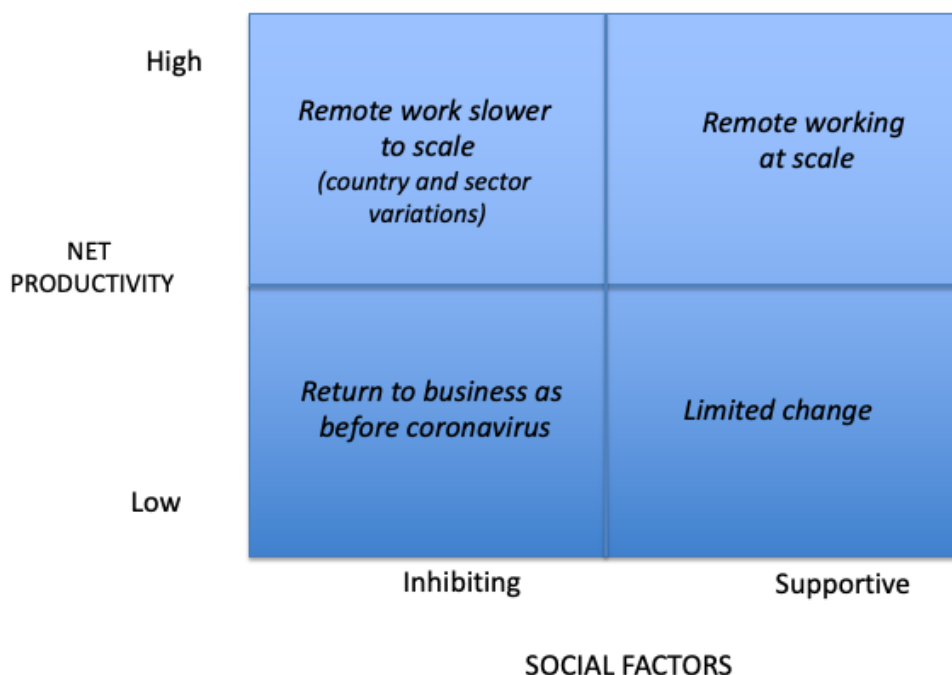 High
Remote work slower
to scale
(country and sector
variations)
Remote working
at scale
NET
PRODUCTIVITY
Return to business as
before coronavirus
Limited change
Low
Inhibiting
Supportive
SOCIAL FACTORS